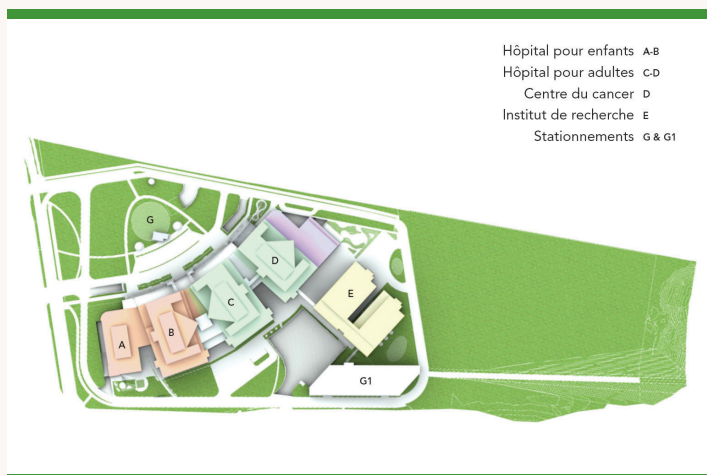 Hôpital pour enfants A-B
Hôpital pour adultes C-D
Centre du cancer D
Institut de recherche E
Stationnements G & G1
G
D
E
C
B
A
G1